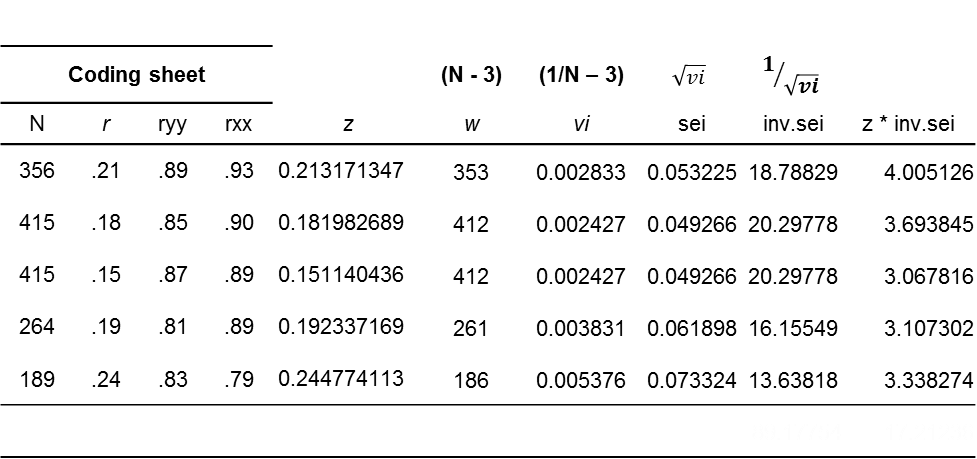 Coding sheet (N - 3) (1/N – 3) √vi 1/√vi
N r ryy rxx z w vi sei inv.sei z * inv.sei
356 .21 .89 .93 0.213171347 353 0.002833 0.053225 18.78829 4.005126
415 .18 .85 .90 0.181982689 412 0.002427 0.049266 20.29778 3.693845
415 .15 .87 .89 0.151140436 412 0.002427 0.049266 20.29778 3.067816
264 .19 .81 .89 0.192337169 261 0.003831 0.061898 16.15549 3.107302
189 .24 .83 .79 0.244774113 186 0.005376 0.073324 13.63818 3.338274